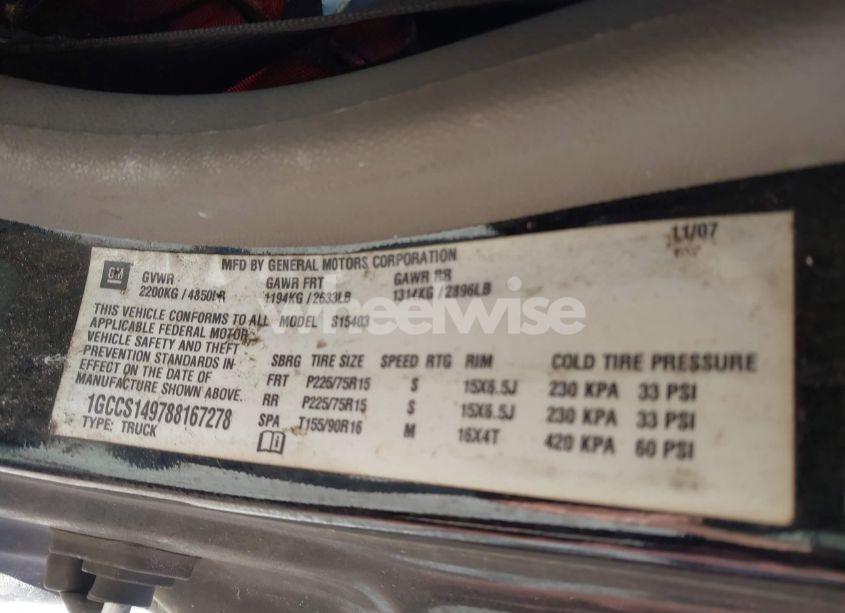 11/07
MFD BY GENERAL MOTORS CORPORATION
GM
GVWR GAWR FRT GAWR RR
2200KG / 4850LB 1194KG / 2633LB 1314KG / 2896LB
THIS VEHICLE CONFORMS TO ALL MODEL S15403
APPLICABLE FEDERAL MOTOR
VEHICLE SAFETY AND THEFT
PREVENTION STANDARDS IN
EFFECT ON THE DATE OF
MANUFACTURE SHOWN ABOVE.
1GCCS149788167278
TYPE: TRUCK
SBRG TIRE SIZE SPEED RTG RIM COLD TIRE PRESSURE
FRT P225/75R15 S 15X6.5J 230 KPA 33 PSI
RR P225/75R15 S 15X6.5J 230 KPA 33 PSI
SPA T155/90R16 M 16X4T 420 KPA 60 PSI
wheelwise